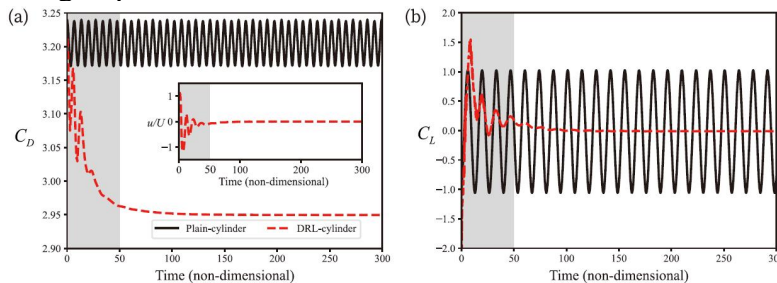 (a)
3.25
3.20
3.15
3.10
C_D
3.05
3.00
2.95
2.90
1
u/U 0
−1
0 100 200 300
Time (non-dimensional)
Plain-cylinder DRL-cylinder
0 50 100 150 200 250 300
Time (non-dimensional)
(b)
2.0
1.5
1.0
0.5
C_L 0.0
−0.5
−1.0
−1.5
−2.0
0 50 100 150 200 250 300
Time (non-dimensional)